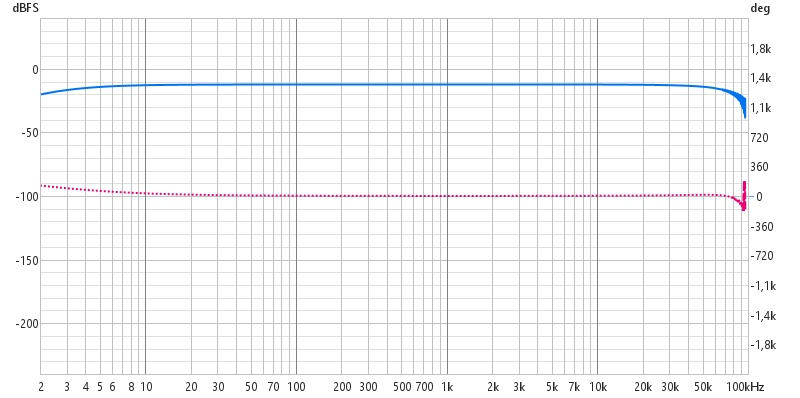 dBFS deg
1,8k
0 1,4k
1,1k
-50 720
360
-100 0
-360
-150 -720
-1,1k
-200 -1,4k
-1,8k
2 3 4 5 6 8 10 20 30 50 70 100 200 300 500 700 1k 2k 3k 5k 7k 10k 20k 30k 50k 100kHz